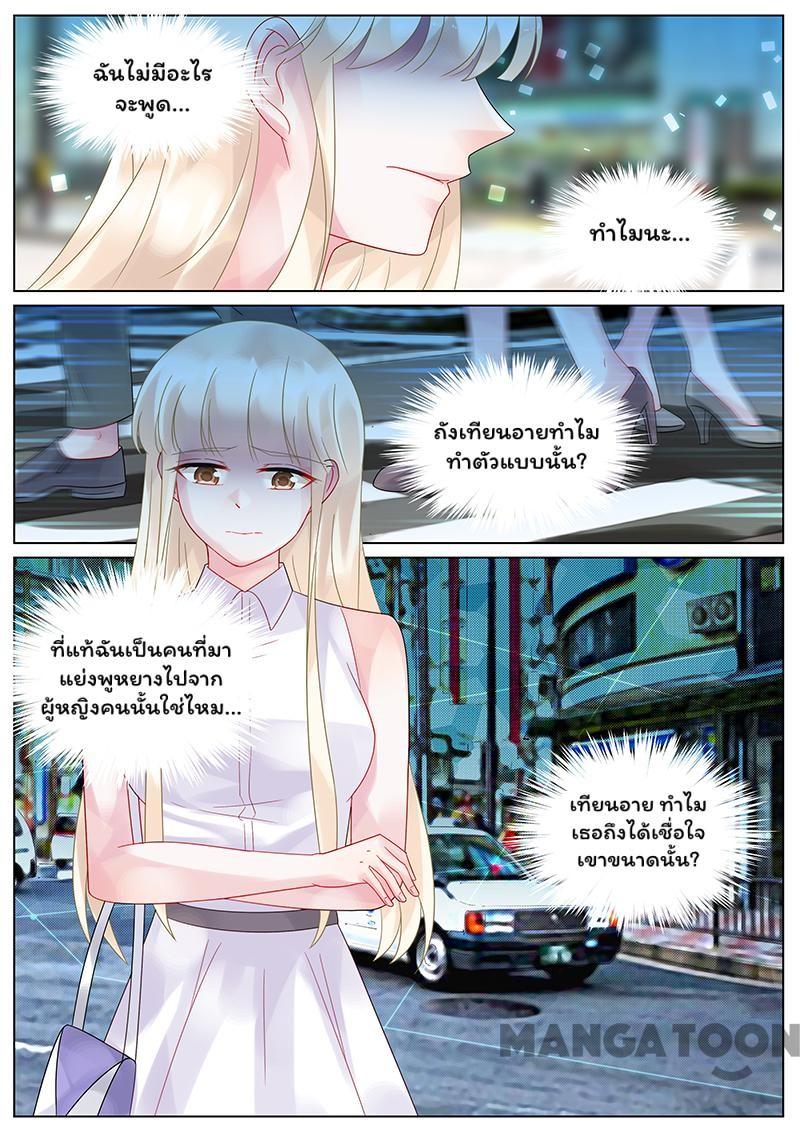 ฉันไม่มีอะไร
จะพูด...
ทำไมนะ...
ถังเทียนอายทำไม
ทำตัวแบบนั้น?
ที่แท้ฉันเป็นคนที่มา
แย่งพูหยางไปจาก
ผู้หญิงคนนั้นใช่ไหม...
เทียนอาย ทำไม
เธอถึงได้เชื่อใจ
เขาขนาดนั้น?
MANGATOON